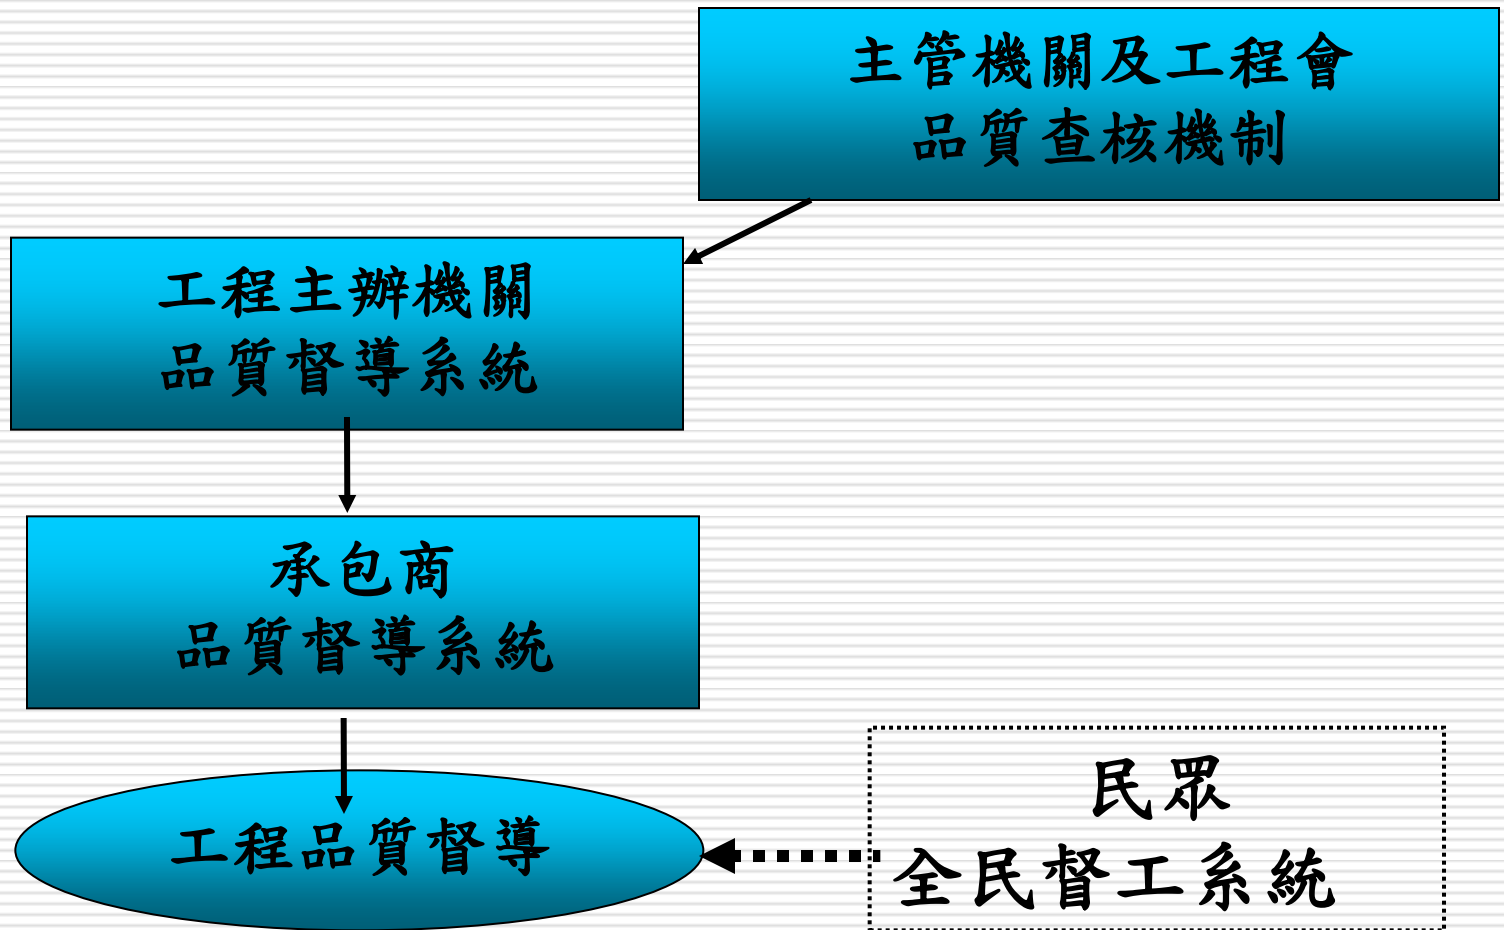 主管機關及工程會
品質查核機制
工程主辦機關
品質督導系統
承包商
品質督導系統
工程品質督導
民眾
全民督工系統